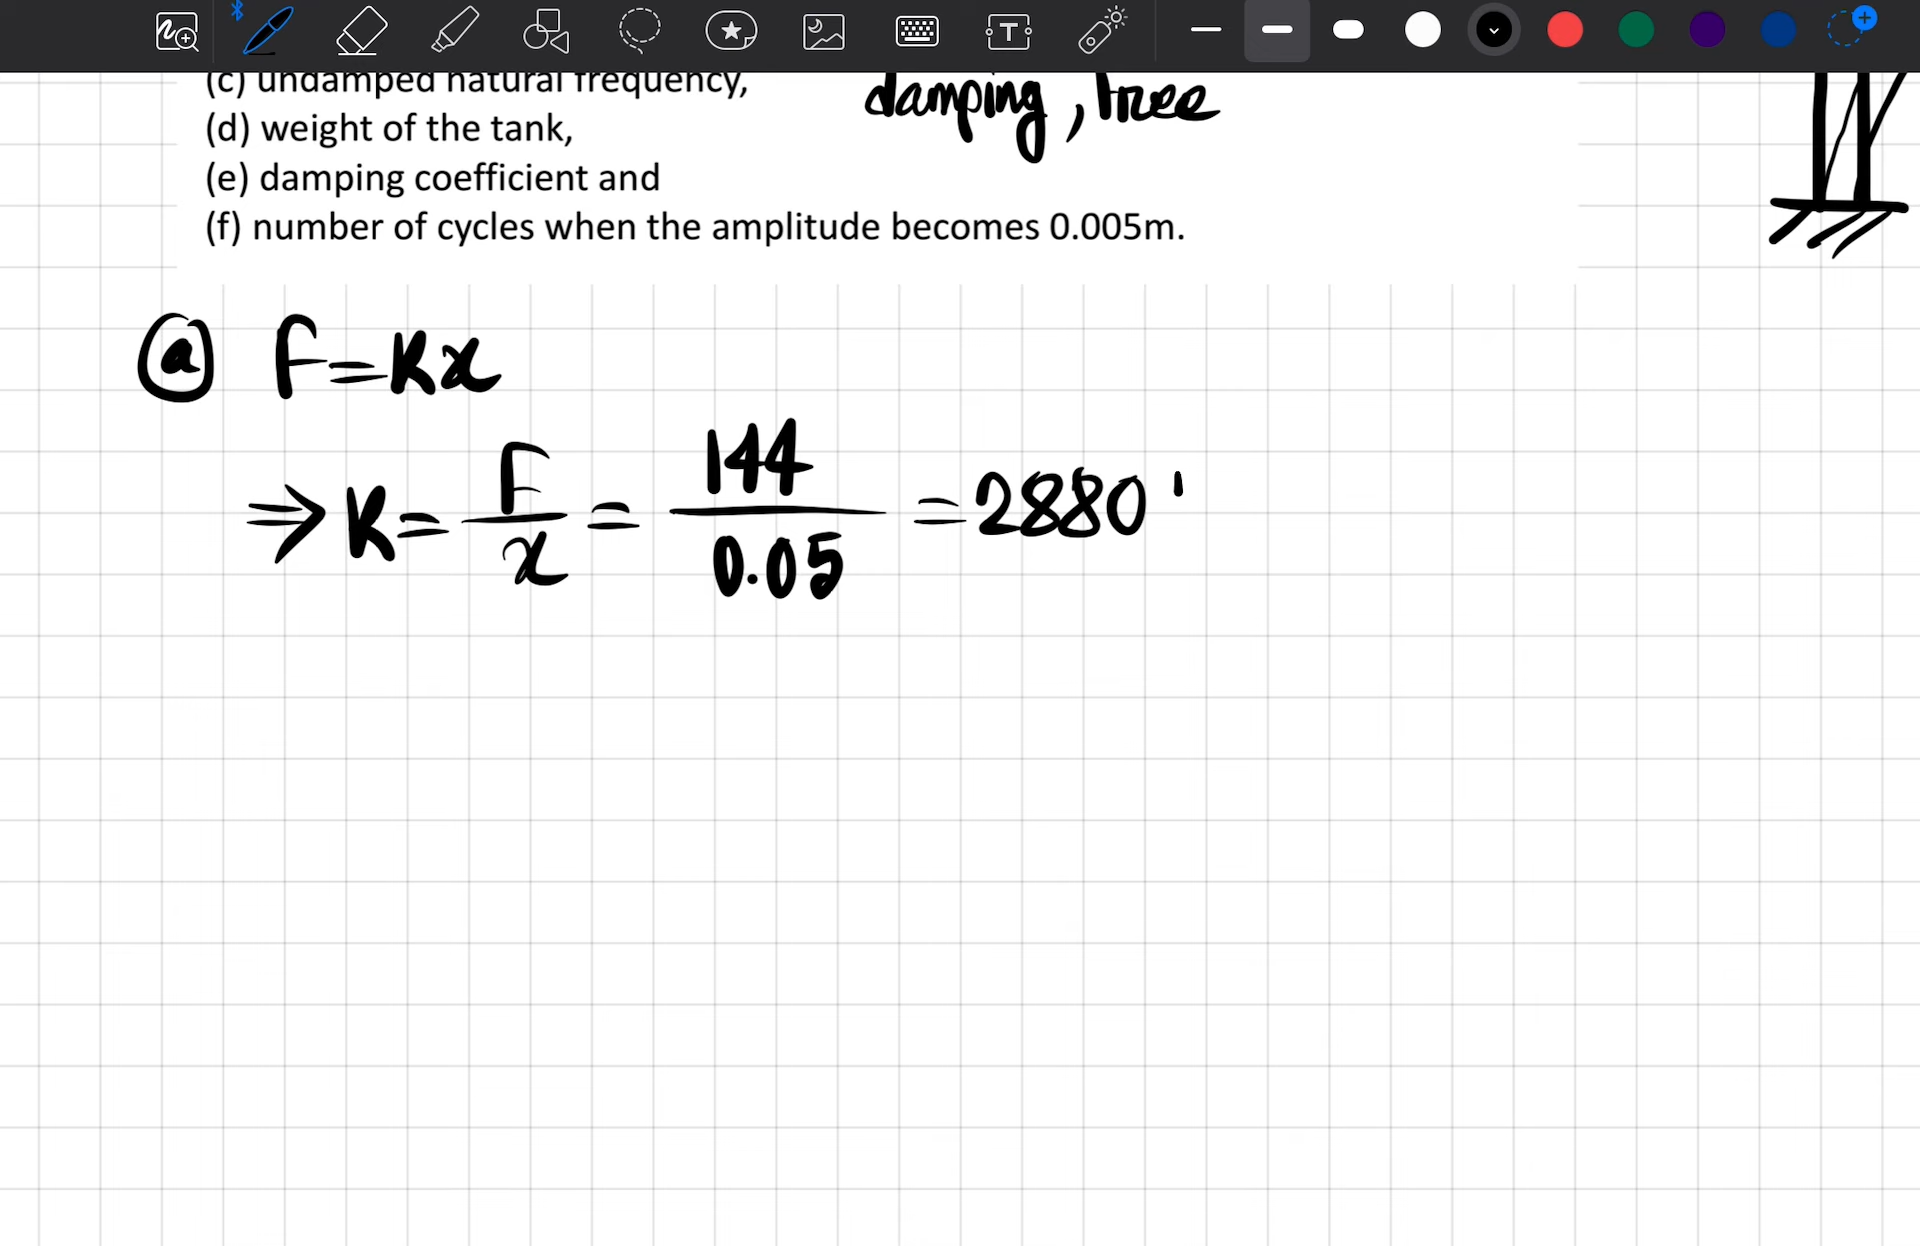 (c) undamped natural frequency,
damping, free
(d) weight of the tank,
(e) damping coefficient and
(f) number of cycles when the amplitude becomes 0.005m.
(a) F=Kx
⇒ K = F/x = 144/0.05 = 2880